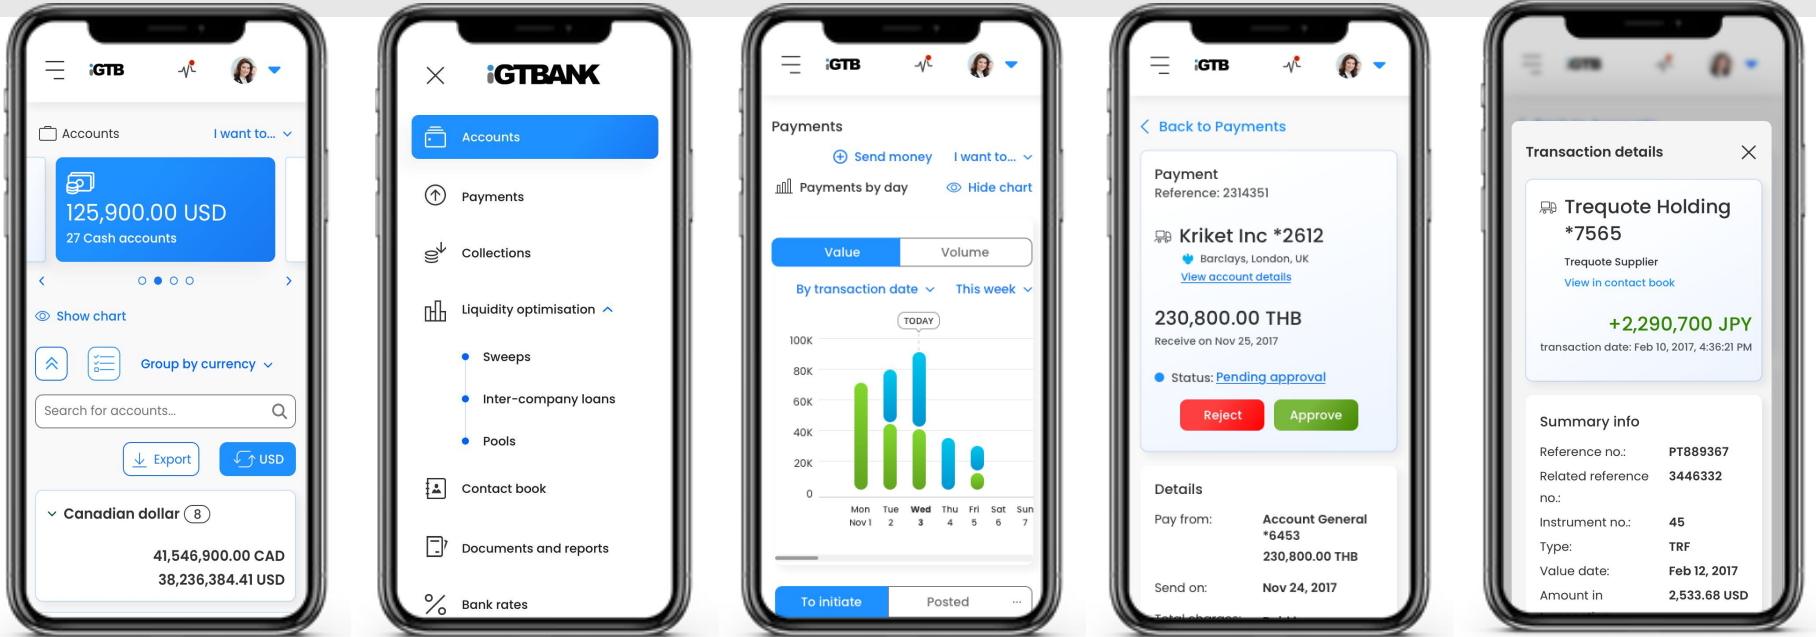 iGTB
Accounts
I want to...
125,900.00 USD
27 Cash accounts
Show chart
Group by currency
Search for accounts...
Export
USD
Canadian dollar 8
41,546,900.00 CAD
38,236,384.41 USD
iGTBANK
Accounts
Payments
Collections
Liquidity optimisation
Sweeps
Inter-company loans
Pools
Contact book
Documents and reports
Bank rates
iGTB
Payments
Send money
I want to...
Payments by day
Hide chart
Value
Volume
By transaction date
This week
TODAY
100K
80K
60K
40K
20K
0
Mon Tue Wed Thu Fri Sat Sun
Nov 1 2 3 4 5 6 7
To initiate
Posted
...
iGTB
Back to Payments
Payment
Reference: 2314351
Kriket Inc *2612
Barclays, London, UK
View account details
230,800.00 THB
Receive on Nov 25, 2017
Status: Pending approval
Reject
Approve
Details
Pay from: Account General
*6453
230,800.00 THB
Send on: Nov 24, 2017
Transaction details
Trequote Holding
*7565
Trequote Supplier
View in contact book
+2,290,700 JPY
transaction date: Feb 10, 2017, 4:36:21 PM
Summary info
Reference no.: PT889367
Related reference 3446332
no.:
Instrument no.: 45
Type: TRF
Value date: Feb 12, 2017
Amount in 2,533.68 USD